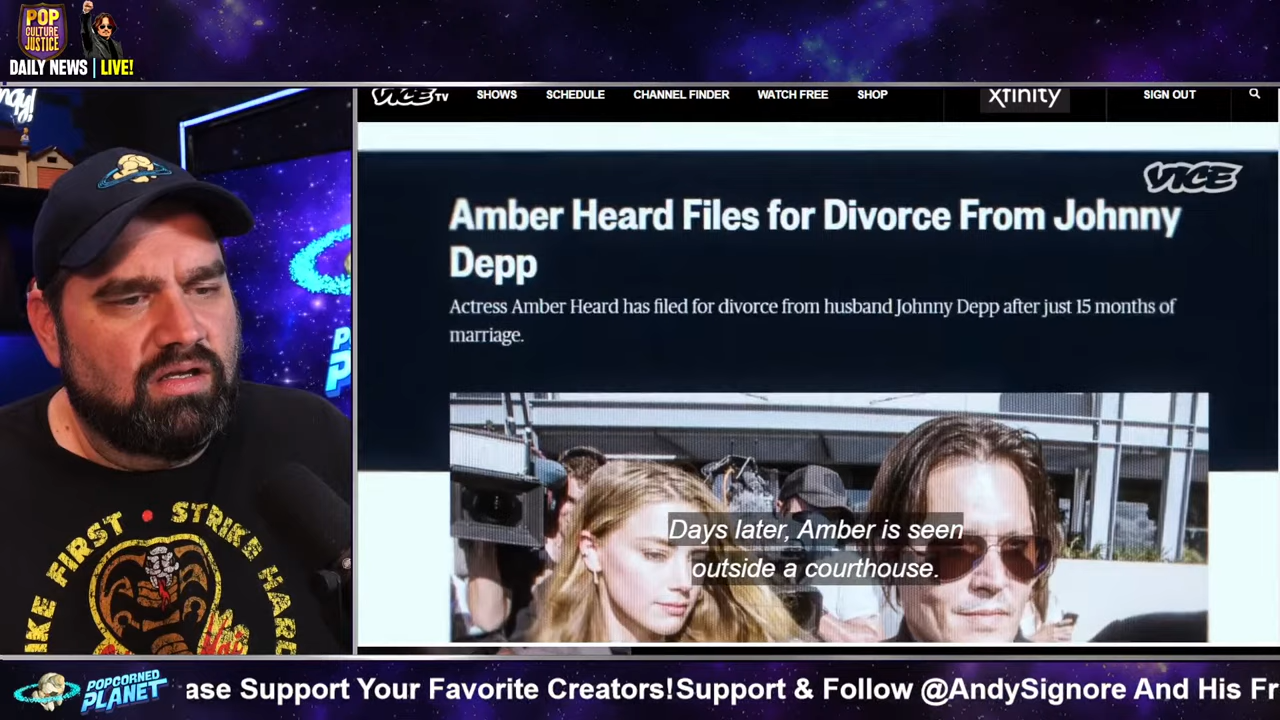 POP
CULTURE
JUSTICE
DAILY NEWS | LIVE!
VICE TV SHOWS SCHEDULE CHANNEL FINDER WATCH FREE SHOP xfinity SIGN OUT
VICE
Amber Heard Files for Divorce From Johnny
Depp
Actress Amber Heard has filed for divorce from husband Johnny Depp after just 15 months of
marriage.
Days later, Amber is seen
outside a courthouse.
STRIKE HARD
POPCORNED
PLANET
ase Support Your Favorite Creators!Support & Follow @AndySignore And His Fr